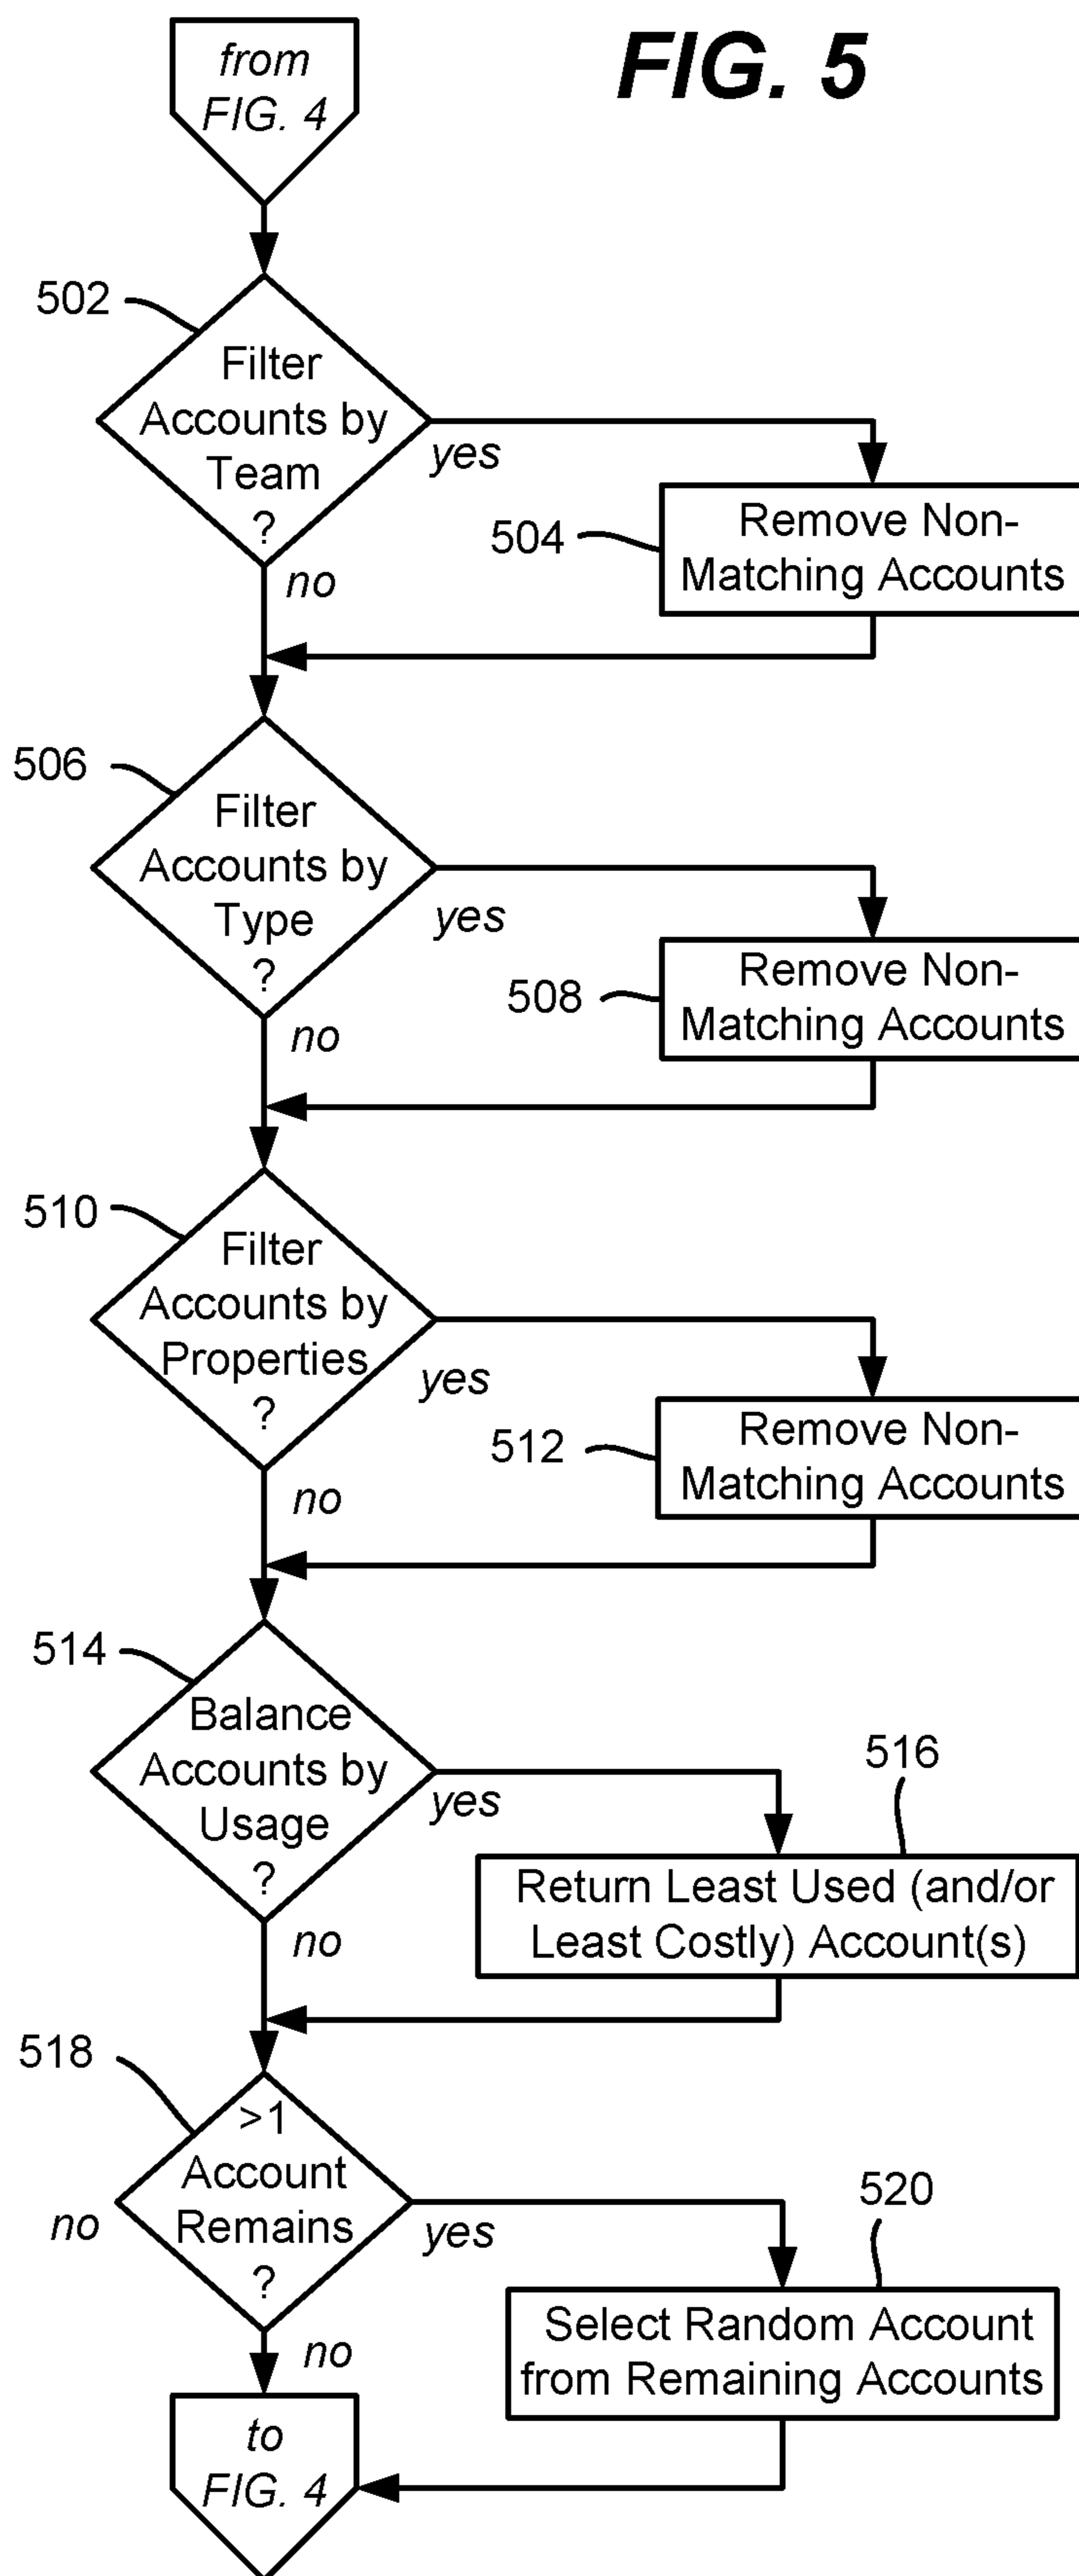 FIG. 5
from
FIG. 4
502
Filter
Accounts by
Team
?
yes
no
504
Remove Non-
Matching Accounts
506
Filter
Accounts by
Type
?
yes
no
508
Remove Non-
Matching Accounts
510
Filter
Accounts by
Properties
?
yes
no
512
Remove Non-
Matching Accounts
514
Balance
Accounts by
Usage
?
yes
no
516
Return Least Used (and/or
Least Costly) Account(s)
518
>1
Account
Remains
?
no
yes
no
520
Select Random Account
from Remaining Accounts
to
FIG. 4